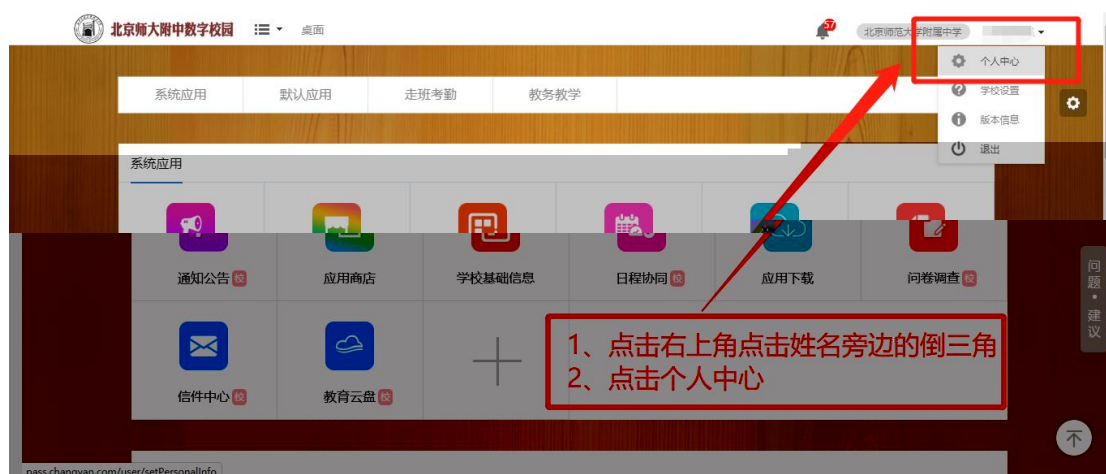 北京师大附中数字校园
桌面
57
北京师范大学附属中学
个人中心
学校设置
版本信息
退出
系统应用
默认应用
走班考勤
教务教学
系统应用
通知公告 校
应用商店
学校基础信息
日程协同 校
应用下载
问卷调查 校
信件中心 校
教育云盘 校
1、点击右上角点击姓名旁边的倒三角
2、点击个人中心
问题·建议
pass.changyan.com/user/setPersonalInfo